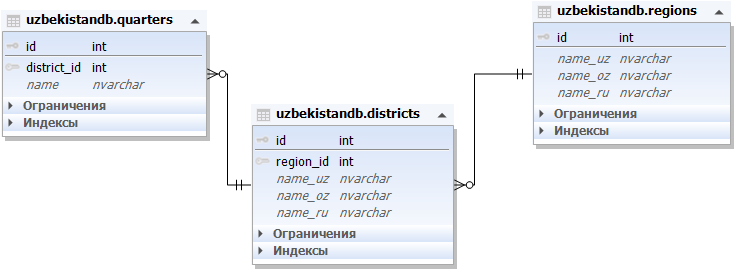 uzbekistandb.quarters
id int
district_id int
name nvarchar
Ограничения
Индексы
uzbekistandb.districts
id int
region_id int
name_uz nvarchar
name_oz nvarchar
name_ru nvarchar
Ограничения
Индексы
uzbekistandb.regions
id int
name_uz nvarchar
name_oz nvarchar
name_ru nvarchar
Ограничения
Индексы